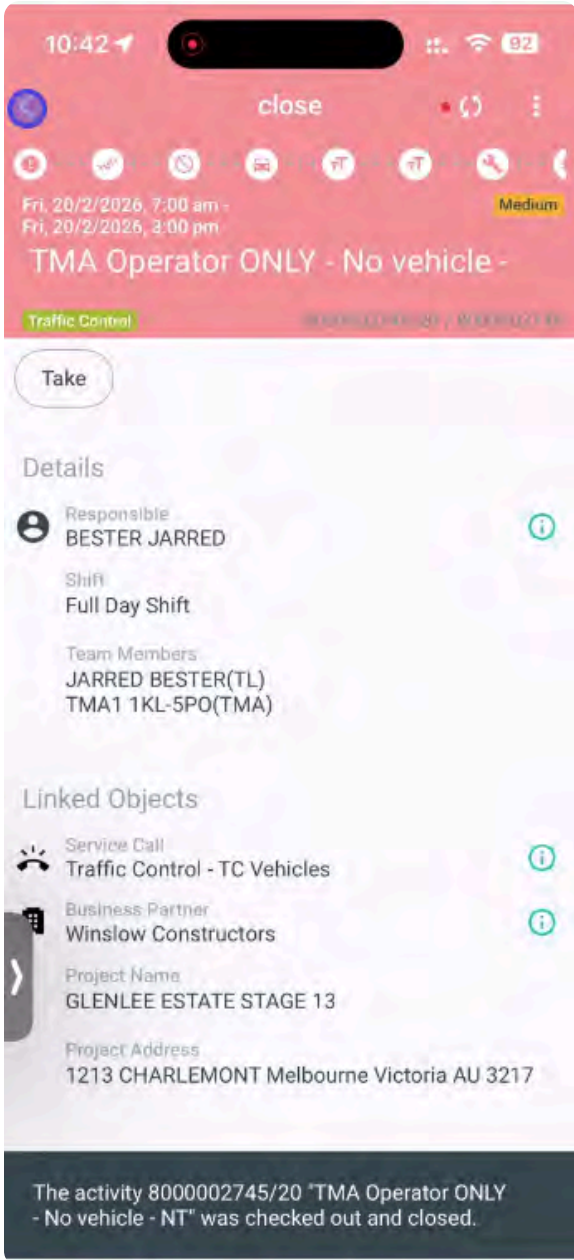 10:42
92
close
Fri, 20/2/2026, 7:00 am -
Fri, 20/2/2026, 3:00 pm
Medium
TMA Operator ONLY - No vehicle -
Traffic Control
Take
Details
Responsible
BESTER JARRED
Shift
Full Day Shift
Team Members
JARRED BESTER(TL)
TMA1 1KL-5PO(TMA)
Linked Objects
Service Call
Traffic Control - TC Vehicles
Business Partner
Winslow Constructors
Project Name
GLENLEE ESTATE STAGE 13
Project Address
1213 CHARLEMONT Melbourne Victoria AU 3217
The activity 8000002745/20 "TMA Operator ONLY
- No vehicle - NT" was checked out and closed.